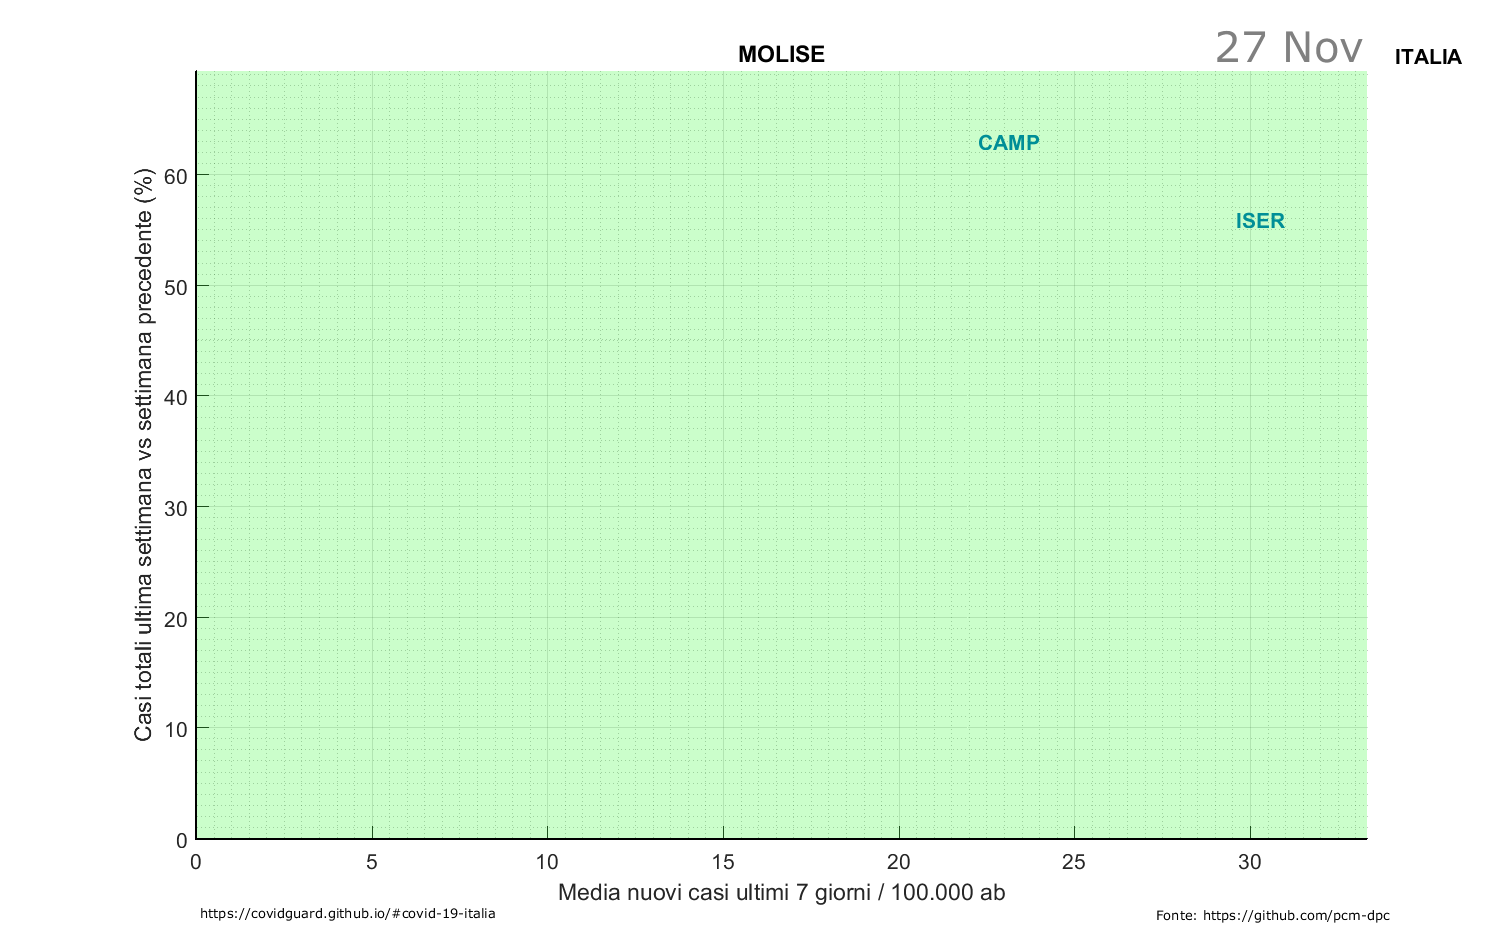 MOLISE
27 Nov
ITALIA
CAMP
ISER
Casi totali ultima settimana vs settimana precedente (%)
60
50
40
30
20
10
0
0 5 10 15 20 25 30
Media nuovi casi ultimi 7 giorni / 100.000 ab
https://covidguard.github.io/#covid-19-italia
Fonte: https://github.com/pcm-dpc